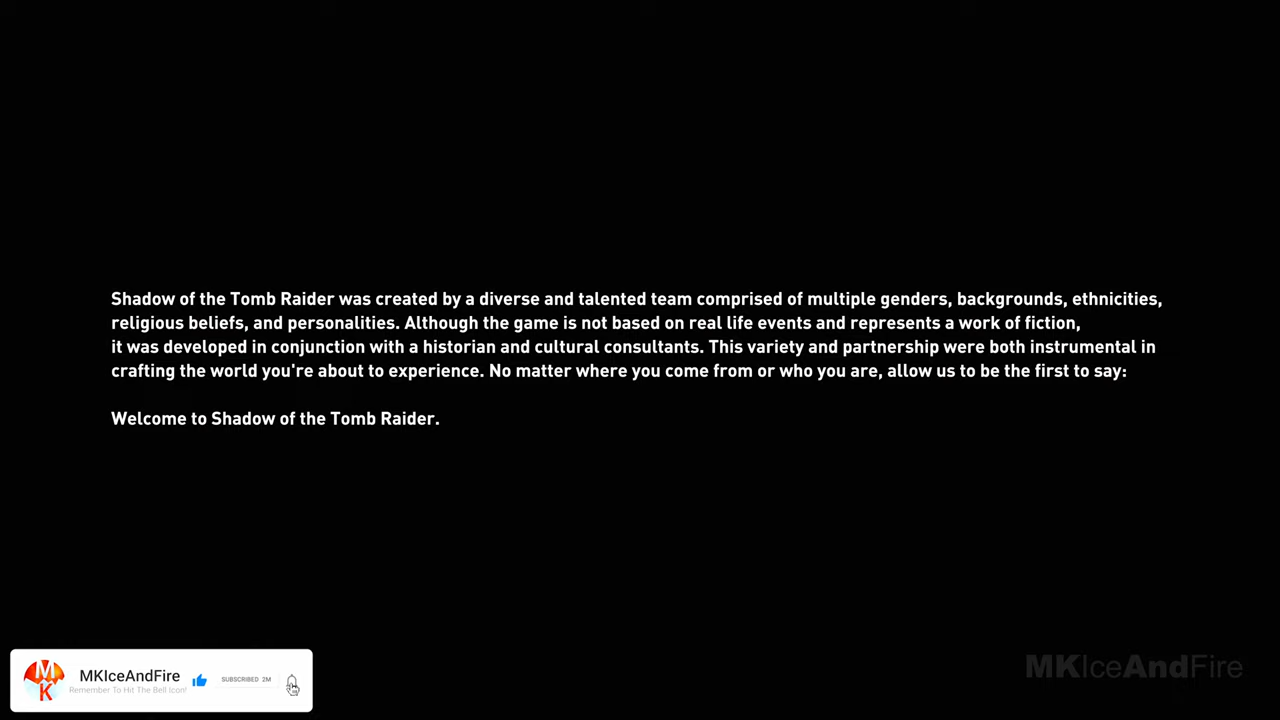 Shadow of the Tomb Raider was created by a diverse and talented team comprised of multiple genders, backgrounds, ethnicities,
religious beliefs, and personalities. Although the game is not based on real life events and represents a work of fiction,
it was developed in conjunction with a historian and cultural consultants. This variety and partnership were both instrumental in
crafting the world you're about to experience. No matter where you come from or who you are, allow us to be the first to say:
Welcome to Shadow of the Tomb Raider.
MK
MKIceAndFire
Remember To Hit The Bell Icon!
SUBSCRIBED 2M
MKIceAndFire